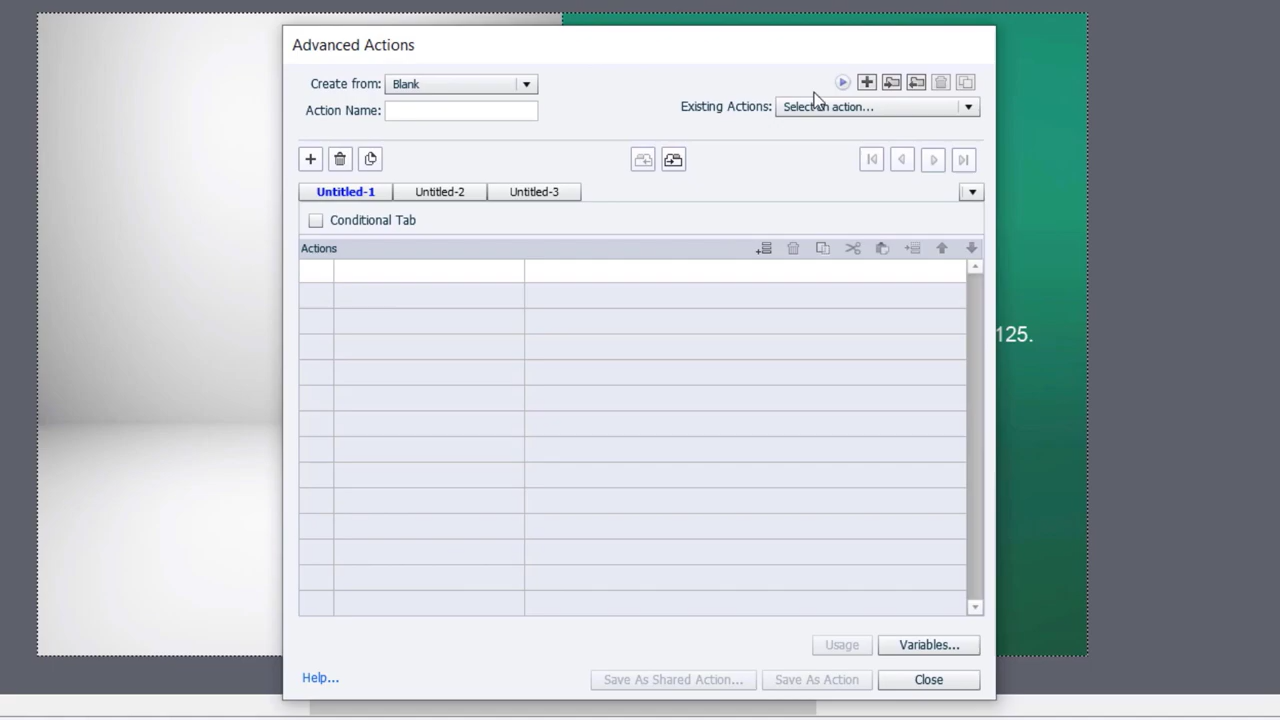 Advanced Actions
Create from: Blank
Action Name:
Existing Actions: Select an action...
Untitled-1 Untitled-2 Untitled-3
Conditional Tab
Actions
125.
Usage Variables...
Help... Save As Shared Action... Save As Action Close